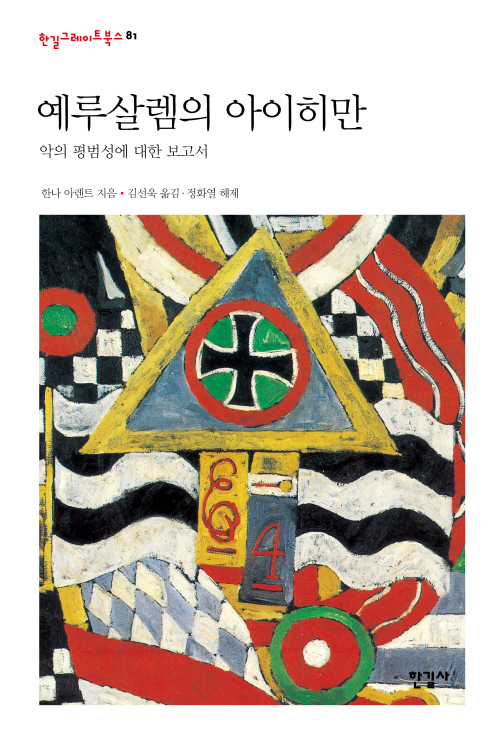 한길그레이트북스 81
예루살렘의 아이히만
악의 평범성에 대한 보고서
한나 아렌트 지음 • 김선욱 옮김 · 정화열 해제
E
4
한길사